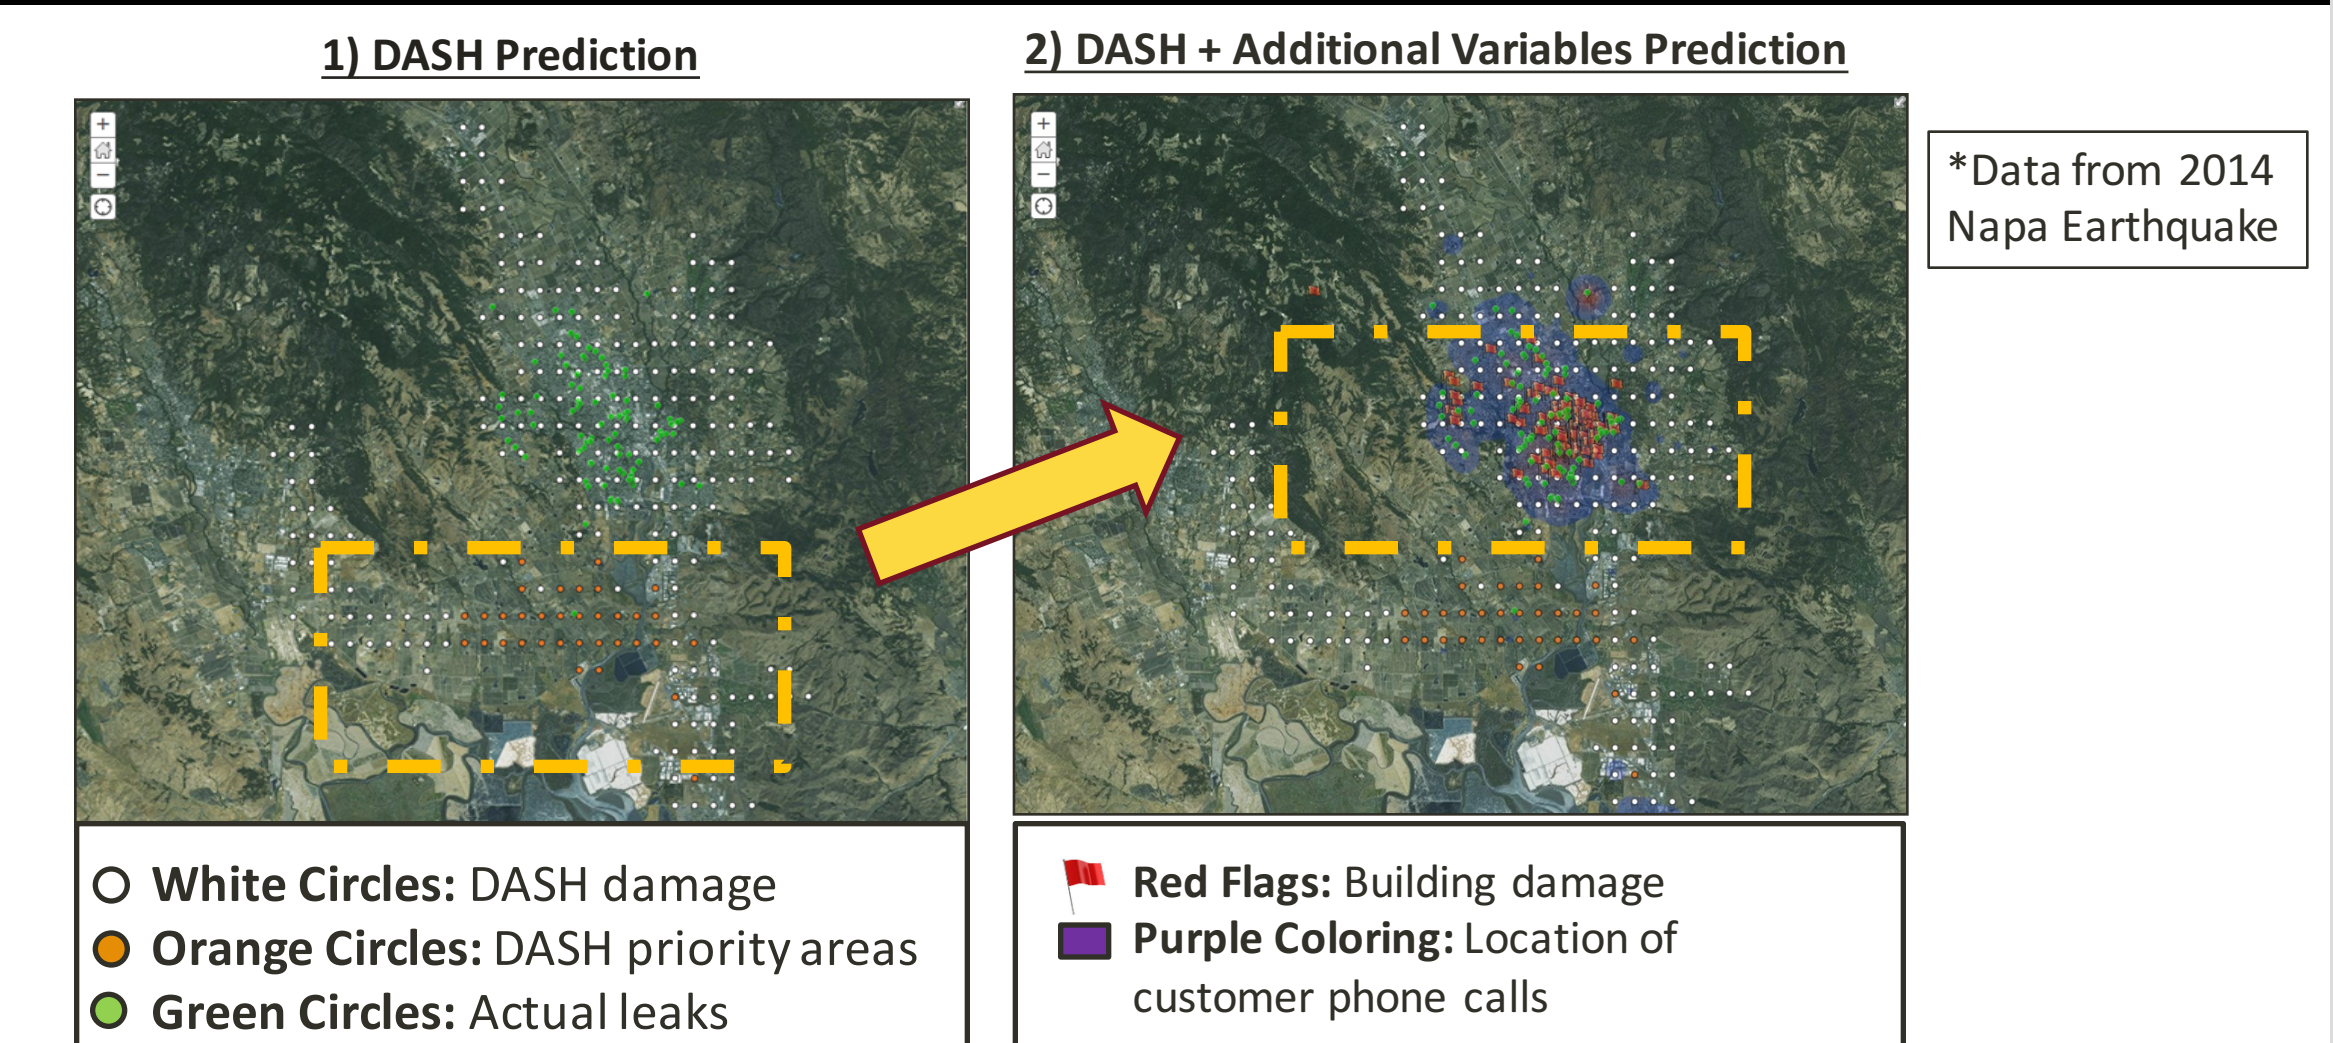 1) DASH Prediction
2) DASH + Additional Variables Prediction
*Data from 2014
Napa Earthquake
White Circles: DASH damage
Orange Circles: DASH priority areas
Green Circles: Actual leaks
Red Flags: Building damage
Purple Coloring: Location of
customer phone calls